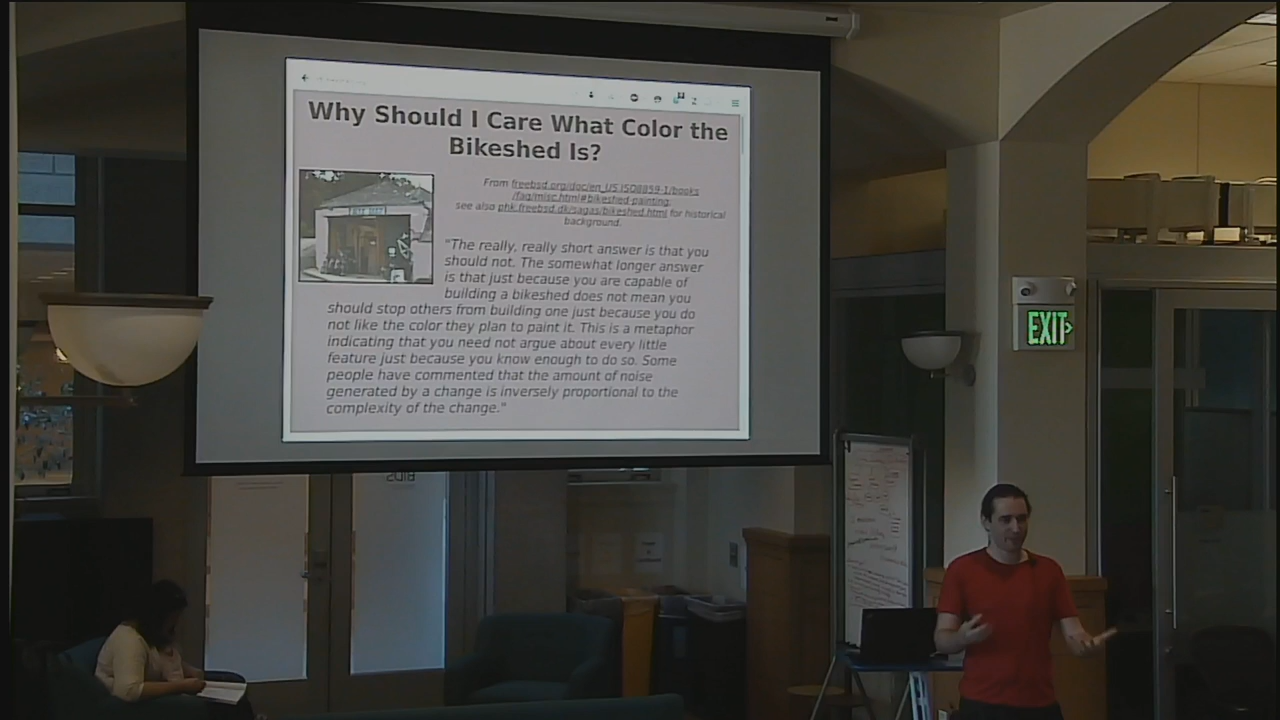 Why Should I Care What Color the
Bikeshed Is?
From freebsd.org/doc/en_US.ISO8859-1/books
/faq/misc.html#bikeshed-painting,
see also phk.freebsd.dk/sagas/bikeshed.html for historical
background.
"The really, really short answer is that you
should not. The somewhat longer answer
is that just because you are capable of
building a bikeshed does not mean you
should stop others from building one just because you do
not like the color they plan to paint it. This is a metaphor
indicating that you need not argue about every little
feature just because you know enough to do so. Some
people have commented that the amount of noise
generated by a change is inversely proportional to the
complexity of the change."
EXIT